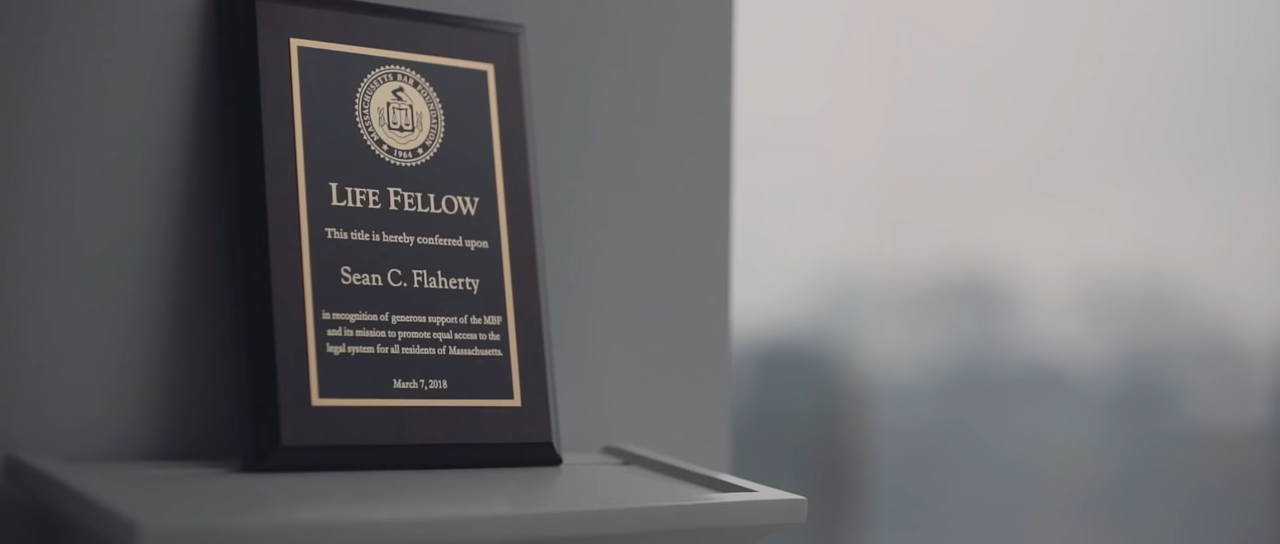 MASSACHUSETTS BAR FOUNDATION
★ 1964 ★
LIFE FELLOW
This title is hereby conferred upon
Sean C. Flaherty
in recognition of generous support of the MBF
and its mission to promote equal access to the
legal system for all residents of Massachusetts.
March 7, 2018